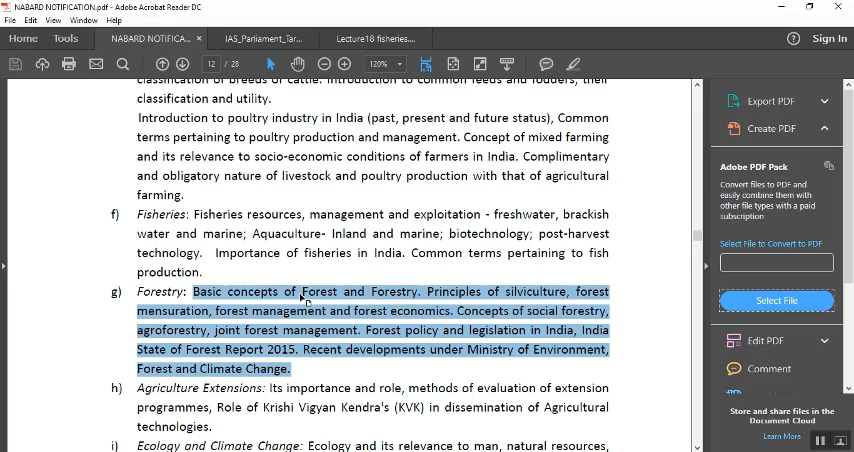 NABARD NOTIFICATION.pdf - Adobe Acrobat Reader DC
File Edit View Window Help
Home Tools NABARD NOTIFICA... × IAS_Parliament_Tar... Lecture18 fisheries.... Sign In
12 / 28 120%
classification of breeds of cattle. Introduction to common feeds and fodders, their
classification and utility.
Introduction to poultry industry in India (past, present and future status), Common
terms pertaining to poultry production and management. Concept of mixed farming
and its relevance to socio-economic conditions of farmers in India. Complimentary
and obligatory nature of livestock and poultry production with that of agricultural
farming.
f) Fisheries: Fisheries resources, management and exploitation - freshwater, brackish
water and marine; Aquaculture- Inland and marine; biotechnology; post-harvest
technology. Importance of fisheries in India. Common terms pertaining to fish
production.
g) Forestry: Basic concepts of Forest and Forestry. Principles of silviculture, forest
mensuration, forest management and forest economics. Concepts of social forestry,
agroforestry, joint forest management. Forest policy and legislation in India, India
State of Forest Report 2015. Recent developments under Ministry of Environment,
Forest and Climate Change.
h) Agriculture Extensions: Its importance and role, methods of evaluation of extension
programmes, Role of Krishi Vigyan Kendra's (KVK) in dissemination of Agricultural
technologies.
i) Ecology and Climate Change: Ecology and its relevance to man, natural resources,
Export PDF
Create PDF
Adobe PDF Pack
Convert files to PDF and
easily combine them with
other file types with a paid
subscription
Select File to Convert to PDF
Select File
Edit PDF
Comment
Store and share files in the
Document Cloud
Learn More